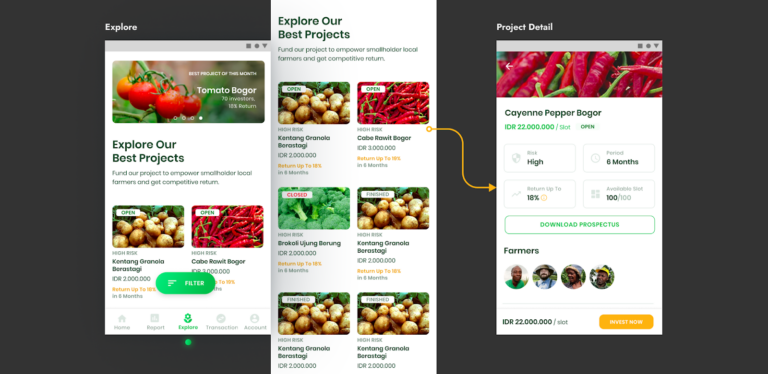 Explore
BEST PROJECT OF THIS MONTH
Tomato Bogor
70 Investors,
18% Return
Explore Our
Best Projects
Fund our project to empower smallholder local
farmers and get competitive return.
OPEN
HIGH RISK
Kentang Granola
Berastagi
IDR 2.000.000
Return Up To 18%
in 6 Months
OPEN
HIGH RISK
Cabe Rawit Bogor
IDR 3.000.000
Return Up To 18%
in 6 Months
FILTER
Home
Report
Explore
Transaction
Account
Explore Our
Best Projects
Fund our project to empower smallholder local
farmers and get competitive return.
OPEN
HIGH RISK
Kentang Granola
Berastagi
IDR 2.000.000
Return Up To 18%
in 6 Months
OPEN
HIGH RISK
Cabe Rawit Bogor
IDR 3.000.000
Return Up To 18%
in 6 Months
CLOSED
HIGH RISK
Brokoli Ujung Berung
IDR 2.000.000
Return Up To 18%
in 6 Months
FINISHED
HIGH RISK
Kentang Granola
Berastagi
IDR 2.000.000
Return Up To 18%
in 6 Months
FINISHED
HIGH RISK
Kentang Granola
Berastagi
IDR 2.000.000
FINISHED
HIGH RISK
Kentang Granola
Berastagi
IDR 2.000.000
Project Detail
Cayenne Pepper Bogor
IDR 22.000.000 / Slot OPEN
Risk
High
Period
6 Months
Return Up To
18%
Available Slot
100/100
DOWNLOAD PROSPECTUS
Farmers
IDR 22.000.000 / slot
INVEST NOW